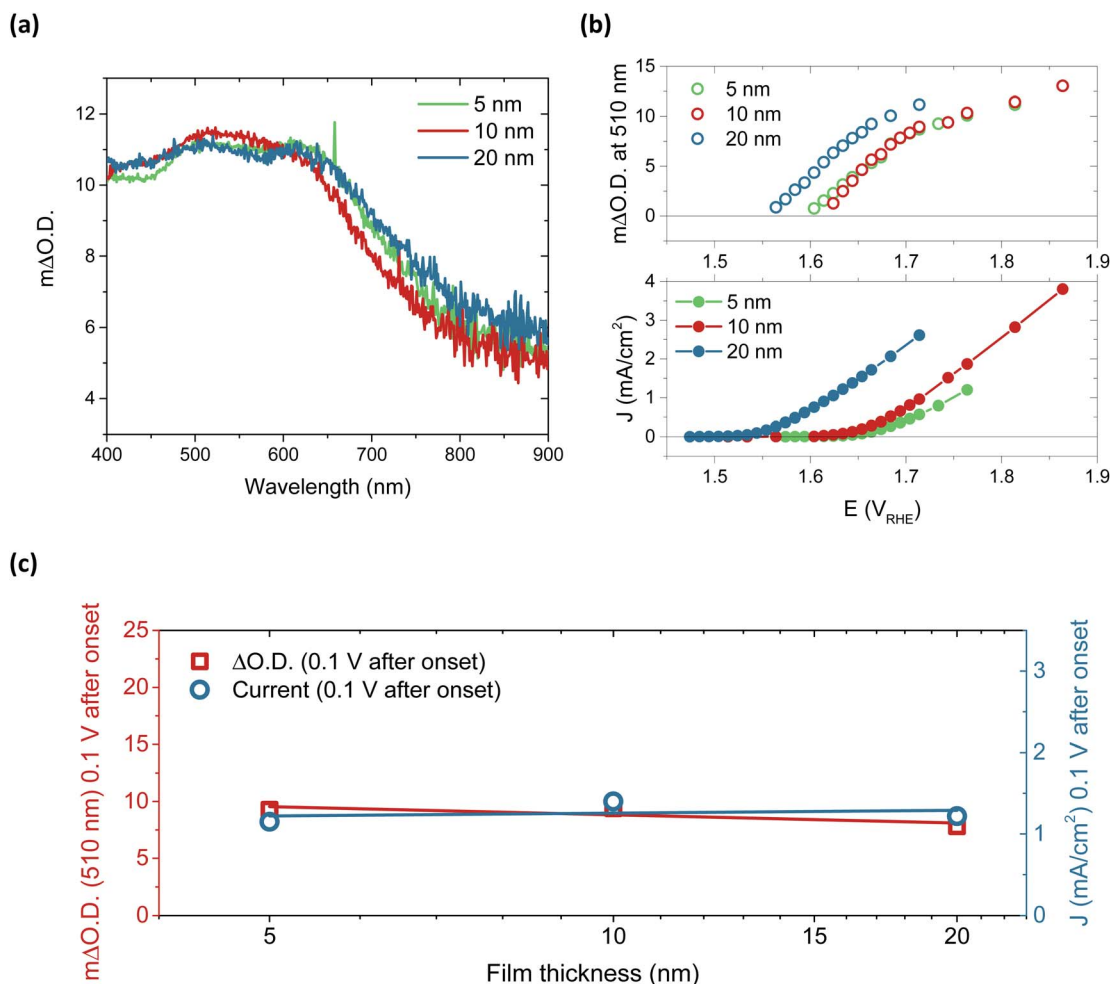 (a)
12
10
8
6
4
mΔO.D.
400 500 600 700 800 900
Wavelength (nm)
5 nm
10 nm
20 nm
(b)
15
10
5
0
mΔO.D. at 510 nm
5 nm
10 nm
20 nm
1.5 1.6 1.7 1.8 1.9
4
3
2
1
0
J (mA/cm²)
5 nm
10 nm
20 nm
1.5 1.6 1.7 1.8 1.9
E (V_RHE)
(c)
25
20
15
10
5
0
mΔO.D. (510 nm) 0.1 V after onset
ΔO.D. (0.1 V after onset)
Current (0.1 V after onset)
3
2
1
0
J (mA/cm²) 0.1 V after onset
5 10 15 20
Film thickness (nm)